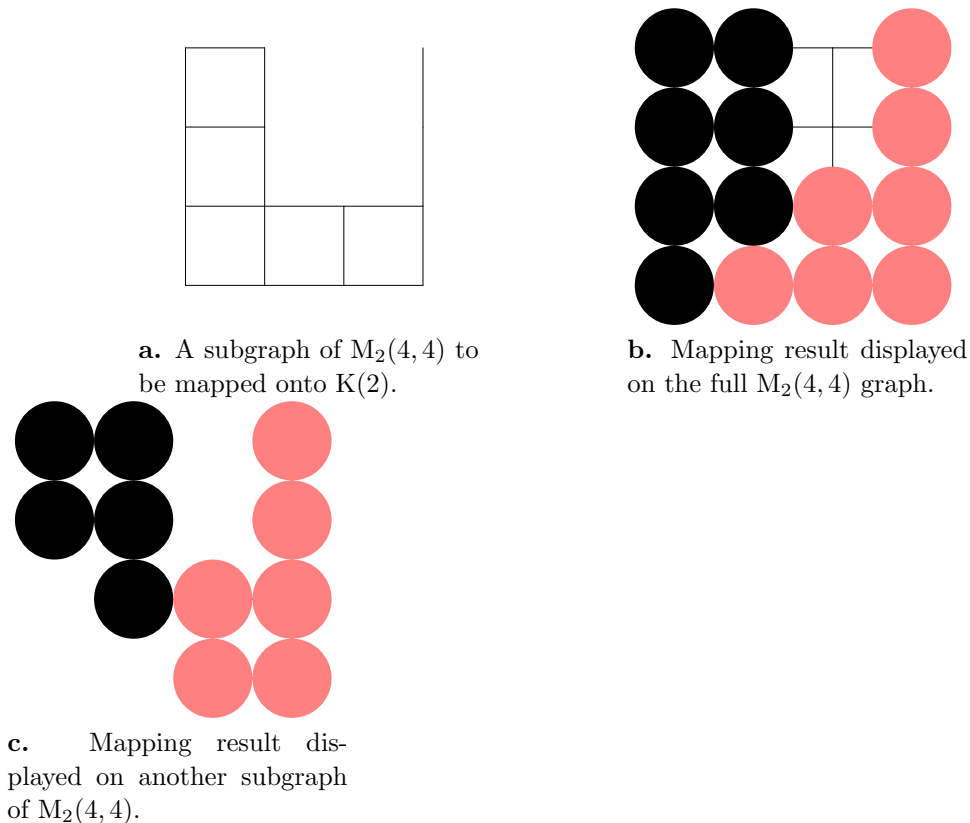 a. A subgraph of M₂(4, 4) to
be mapped onto K(2).
b. Mapping result displayed
on the full M₂(4, 4) graph.
c. Mapping result dis-
played on another subgraph
of M₂(4, 4).